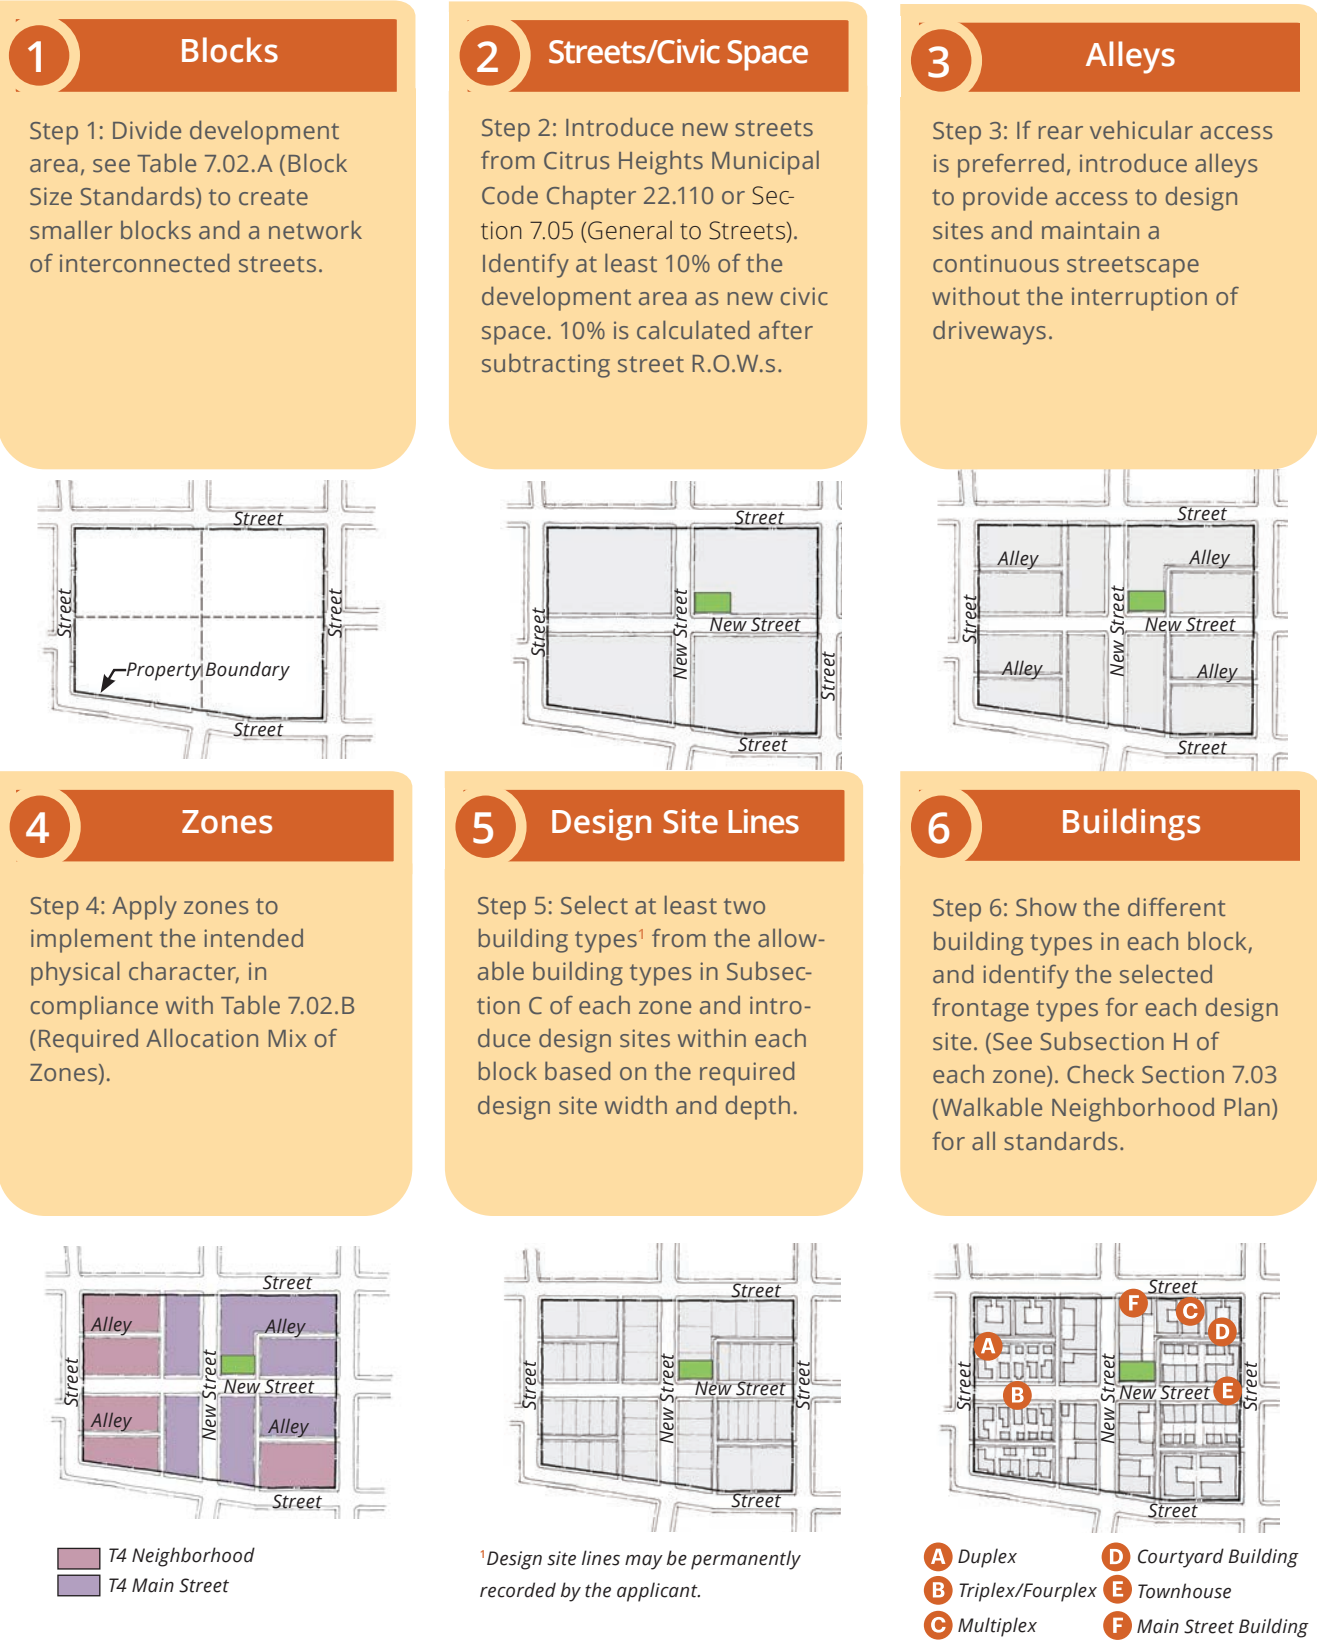 1
Blocks
Step 1: Divide development
area, see Table 7.02.A (Block
Size Standards) to create
smaller blocks and a network
of interconnected streets.
Street
Street
Street
Property Boundary
Street
2
Streets/Civic Space
Step 2: Introduce new streets
from Citrus Heights Municipal
Code Chapter 22.110 or Sec-
tion 7.05 (General to Streets).
Identify at least 10% of the
development area as new civic
space. 10% is calculated after
subtracting street R.O.W.s.
Street
Street
New Street
New Street
Street
Street
3
Alleys
Step 3: If rear vehicular access
is preferred, introduce alleys
to provide access to design
sites and maintain a
continuous streetscape
without the interruption of
driveways.
Street
Alley
Alley
Street
New Street
New Street
Alley
Alley
Street
4
Zones
Step 4: Apply zones to
implement the intended
physical character, in
compliance with Table 7.02.B
(Required Allocation Mix of
Zones).
Street
Alley
Alley
Street
New Street
New Street
Street
Alley
Alley
Street
T4 Neighborhood
T4 Main Street
5
Design Site Lines
Step 5: Select at least two
building types1 from the allow-
able building types in Subsec-
tion C of each zone and intro-
duce design sites within each
block based on the required
design site width and depth.
Street
Street
New Street
New Street
Street
Street
1Design site lines may be permanently
recorded by the applicant.
6
Buildings
Step 6: Show the different
building types in each block,
and identify the selected
frontage types for each design
site. (See Subsection H of
each zone). Check Section 7.03
(Walkable Neighborhood Plan)
for all standards.
Street
F
C
D
A
B
E
Street
New Street
New Street
Street
Street
A Duplex
B Triplex/Fourplex
C Multiplex
D Courtyard Building
E Townhouse
F Main Street Building